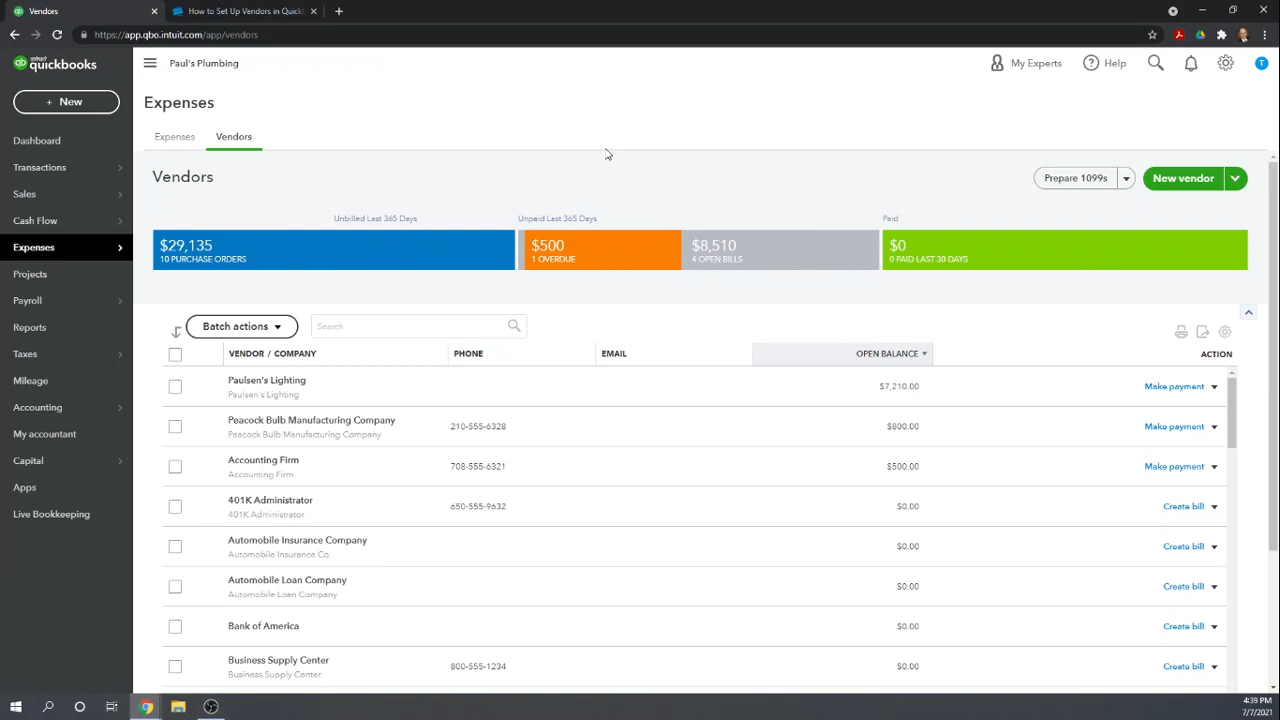 Vendors
How to Set Up Vendors in Quick
https://app.qbo.intuit.com/app/vendors
intuit quickbooks
Paul's Plumbing
My Experts
Help
T
+ New
Expenses
Expenses
Vendors
Dashboard
Transactions
Sales
Cash Flow
Expenses
Projects
Payroll
Reports
Taxes
Mileage
Accounting
My accountant
Capital
Apps
Live Bookkeeping
Vendors
Prepare 1099s
New vendor
Unbilled Last 365 Days
Unpaid Last 365 Days
Paid
$29,135
10 PURCHASE ORDERS
$500
1 OVERDUE
$8,510
4 OPEN BILLS
$0
0 PAID LAST 30 DAYS
Batch actions
Search
VENDOR / COMPANY PHONE EMAIL OPEN BALANCE ACTION
Paulsen's Lighting
Paulsen's Lighting
$7,210.00 Make payment
Peacock Bulb Manufacturing Company
Peacock Bulb Manufacturing Company
210-555-6328 $800.00 Make payment
Accounting Firm
Accounting Firm
708-555-6321 $500.00 Make payment
401K Administrator
401K Administrator
650-555-9632 $0.00 Create bill
Automobile Insurance Company
Automobile Insurance Co.
$0.00 Create bill
Automobile Loan Company
Automobile Loan Company
$0.00 Create bill
Bank of America $0.00 Create bill
Business Supply Center
Business Supply Center
800-555-1234 $0.00 Create bill
4:39 PM
7/7/2021